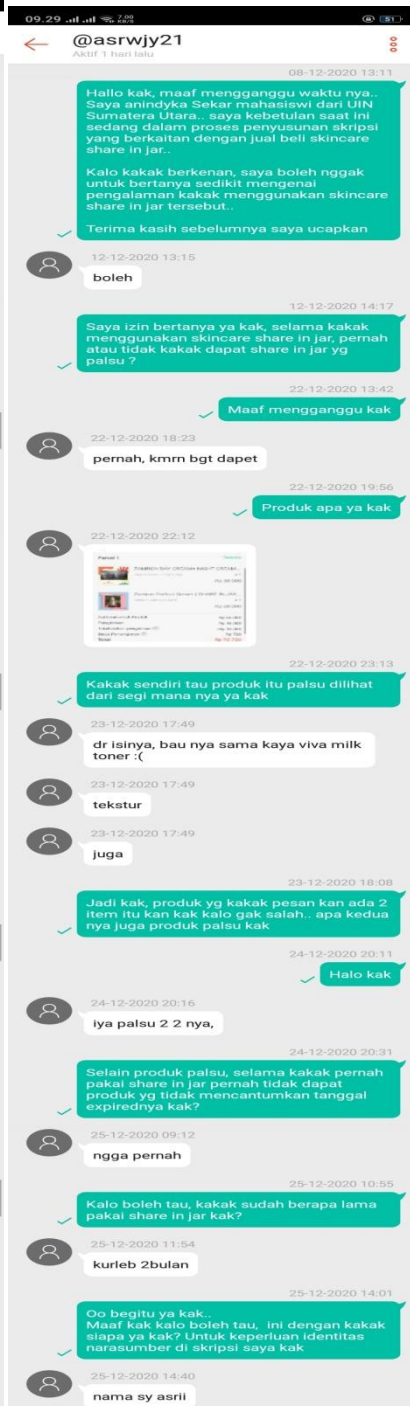 09.29
7.00
KB/S
51
@asrwjy21
Aktif 1 hari lalu
08-12-2020 13:11
Hallo kak, maaf mengganggu waktu nya..
Saya anindyka Sekar mahasiswi dari UIN
Sumatera Utara.. saya kebetulan saat ini
sedang dalam proses penyusunan skripsi
yang berkaitan dengan jual beli skincare
share in jar..
Kalo kakak berkenan, saya boleh nggak
untuk bertanya sedikit mengenai
pengalaman kakak menggunakan skincare
share in jar tersebut..
Terima kasih sebelumnya saya ucapkan
12-12-2020 13:15
boleh
12-12-2020 14:17
Saya izin bertanya ya kak, selama kakak
menggunakan skincare share in jar, pernah
atau tidak kakak dapat share in jar yg
palsu ?
22-12-2020 13:42
Maaf mengganggu kak
22-12-2020 18:23
pernah, kmrn bgt dapet
22-12-2020 19:56
Produk apa ya kak
22-12-2020 22:12
Parcel 1
22-12-2020 23:13
Kakak sendiri tau produk itu palsu dilihat
dari segi mana nya ya kak
23-12-2020 17:49
dr isinya, bau nya sama kaya viva milk
toner :(
23-12-2020 17:49
tekstur
23-12-2020 17:49
juga
23-12-2020 18:08
Jadi kak, produk yg kakak pesan kan ada 2
item itu kan kak kalo gak salah.. apa kedua
nya juga produk palsu kak
24-12-2020 20:11
Halo kak
24-12-2020 20:16
iya palsu 2 2 nya,
24-12-2020 20:31
Selain produk palsu, selama kakak pernah
pakai share in jar pernah tidak dapat
produk yg tidak mencantumkan tanggal
expirednya kak?
25-12-2020 09:12
ngga pernah
25-12-2020 10:55
Kalo boleh tau, kakak sudah berapa lama
pakai share in jar kak?
25-12-2020 11:54
kurleb 2bulan
25-12-2020 14:01
Oo begitu ya kak..
Maaf kak kalo boleh tau, ini dengan kakak
siapa ya kak? Untuk keperluan identitas
narasumber di skripsi saya kak
25-12-2020 14:40
nama sy asrii